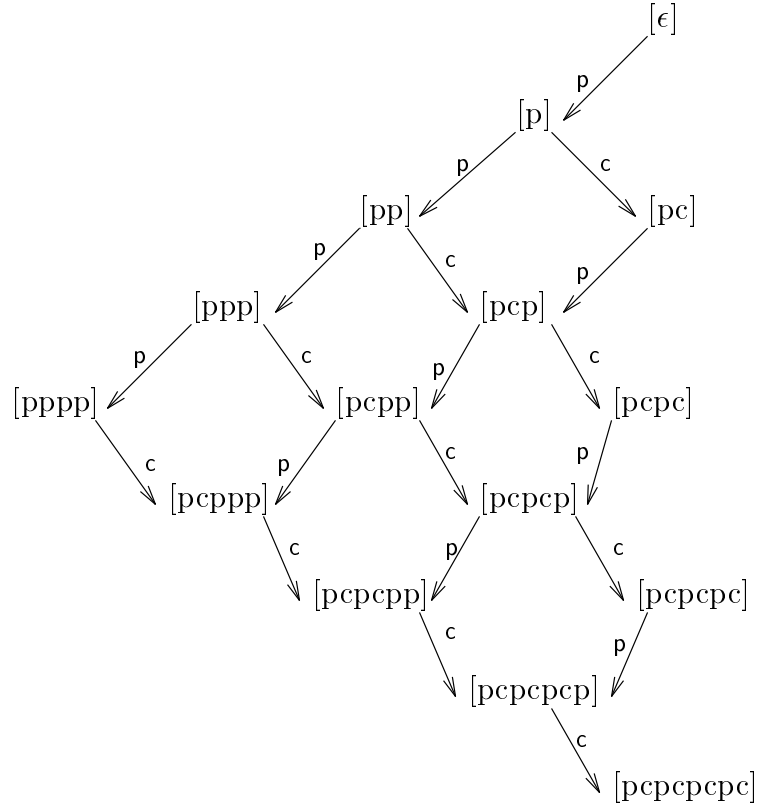 [ϵ]
p
[p]
p c
[pp] [pc]
p c p
[ppp] [pcp]
p c p c
[pppp] [pcpp] [pcpc]
c p c p
[pcppp] [pcpcp]
c p c
[pcpcpp] [pcpcpc]
c p
[pcpcpcp]
c
[pcpcpcpc]